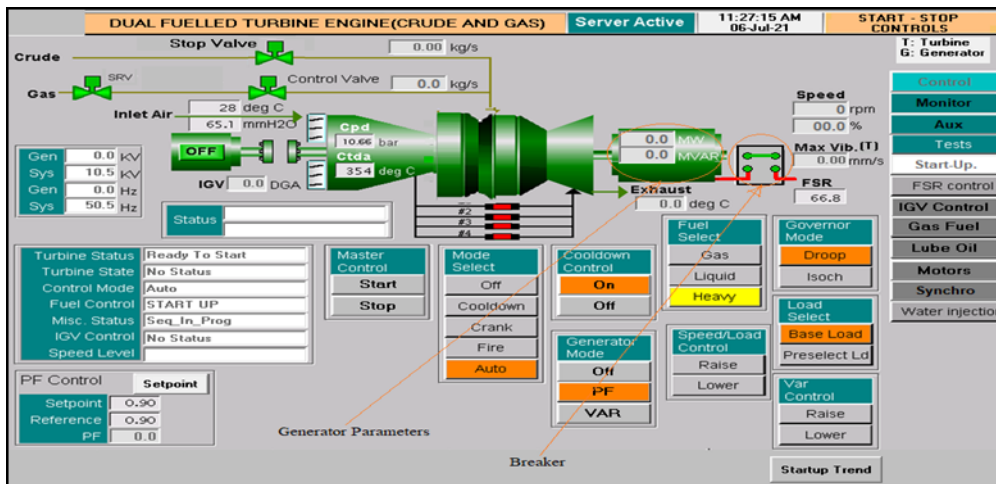 DUAL FUELLED TURBINE ENGINE(CRUDE AND GAS)
Server Active
11:27:15 AM
06-Jul-21
START - STOP
CONTROLS
Crude
Stop Valve
0.00 kg/s
T: Turbine
G: Generator
Gas
SRV
Control Valve
0.0 kg/s
Inlet Air
28 deg C
65.1 mmH2O
Cpd
10.66 bar
Ctda
354 deg C
OFF
IGV 0.0 DGA
0.0 MW
0.0 MVAR
Speed
0 rpm
00.0 %
Max Vib.(T)
0.00 mm/s
FSR
66.8
Exhaust
0.0 deg C
Gen 0.0 KV
Sys 10.5 KV
Gen 0.0 Hz
Sys 50.5 Hz
Status
#2
#3
#4
Control
Monitor
Aux
Tests
Start-Up.
FSR control
IGV Control
Gas Fuel
Lube Oil
Motors
Synchro
Water injection
Turbine Status Ready To Start
Turbine State No Status
Control Mode Auto
Fuel Control START UP
Misc. Status Seq_In_Prog
IGV Control No Status
Speed Level
Master
Control
Start
Stop
Mode
Select
Off
Cooldown
Crank
Fire
Auto
Cooldown
Control
On
Off
Generator
Mode
Off
PF
VAR
Fuel
Select
Gas
Liquid
Heavy
Speed/Load
Control
Raise
Lower
Governor
Mode
Droop
Isoch
Load
Select
Base Load
Preselect Ld
Var
Control
Raise
Lower
PF Control Setpoint
Setpoint 0.90
Reference 0.90
PF 0.0
Generator Parameters
Breaker
Startup Trend